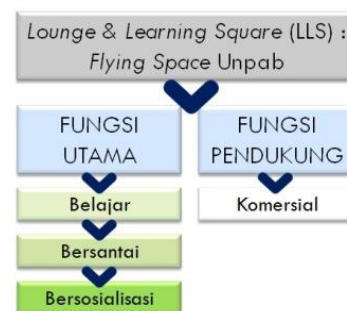 Lounge & Learning Square (LLS) :
Flying Space Unpab
FUNGSI
UTAMA
Belajar
Bersantai
Bersosialisasi
FUNGSI
PENDUKUNG
Komersial